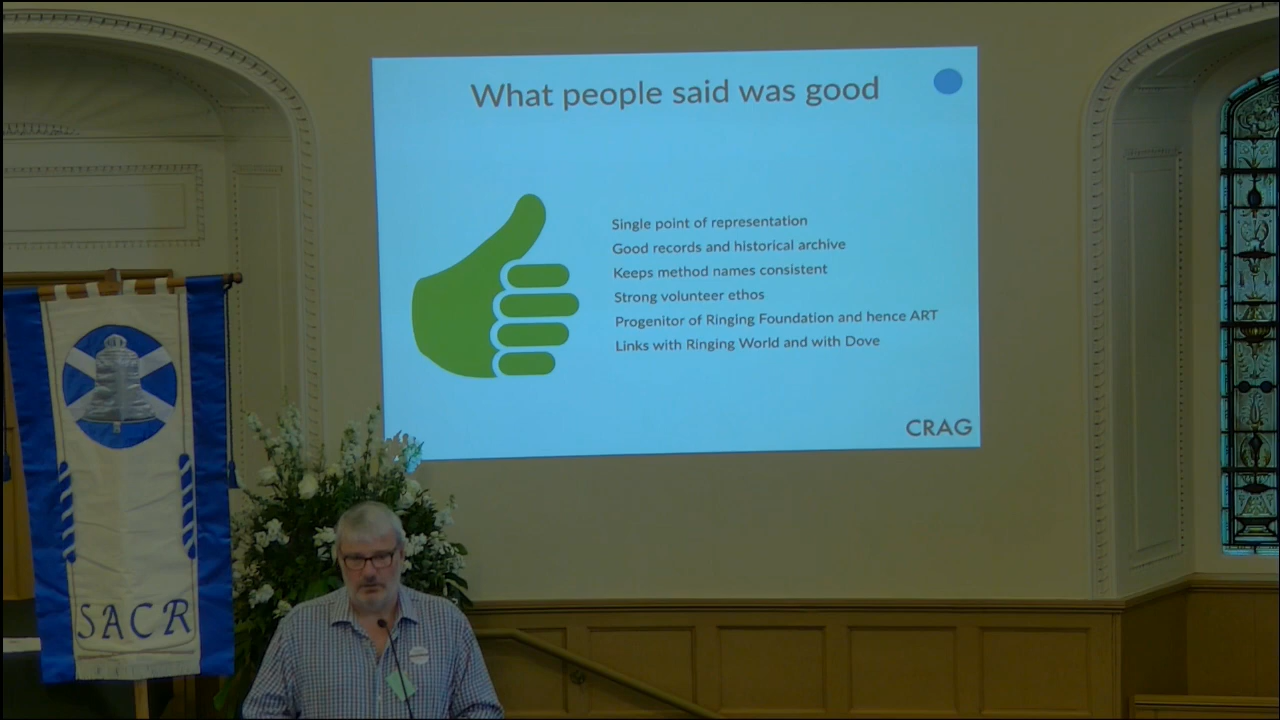 What people said was good
Single point of representation
Good records and historical archive
Keeps method names consistent
Strong volunteer ethos
Progenitor of Ringing Foundation and hence ART
Links with Ringing World and with Dove
CRAG
SACR